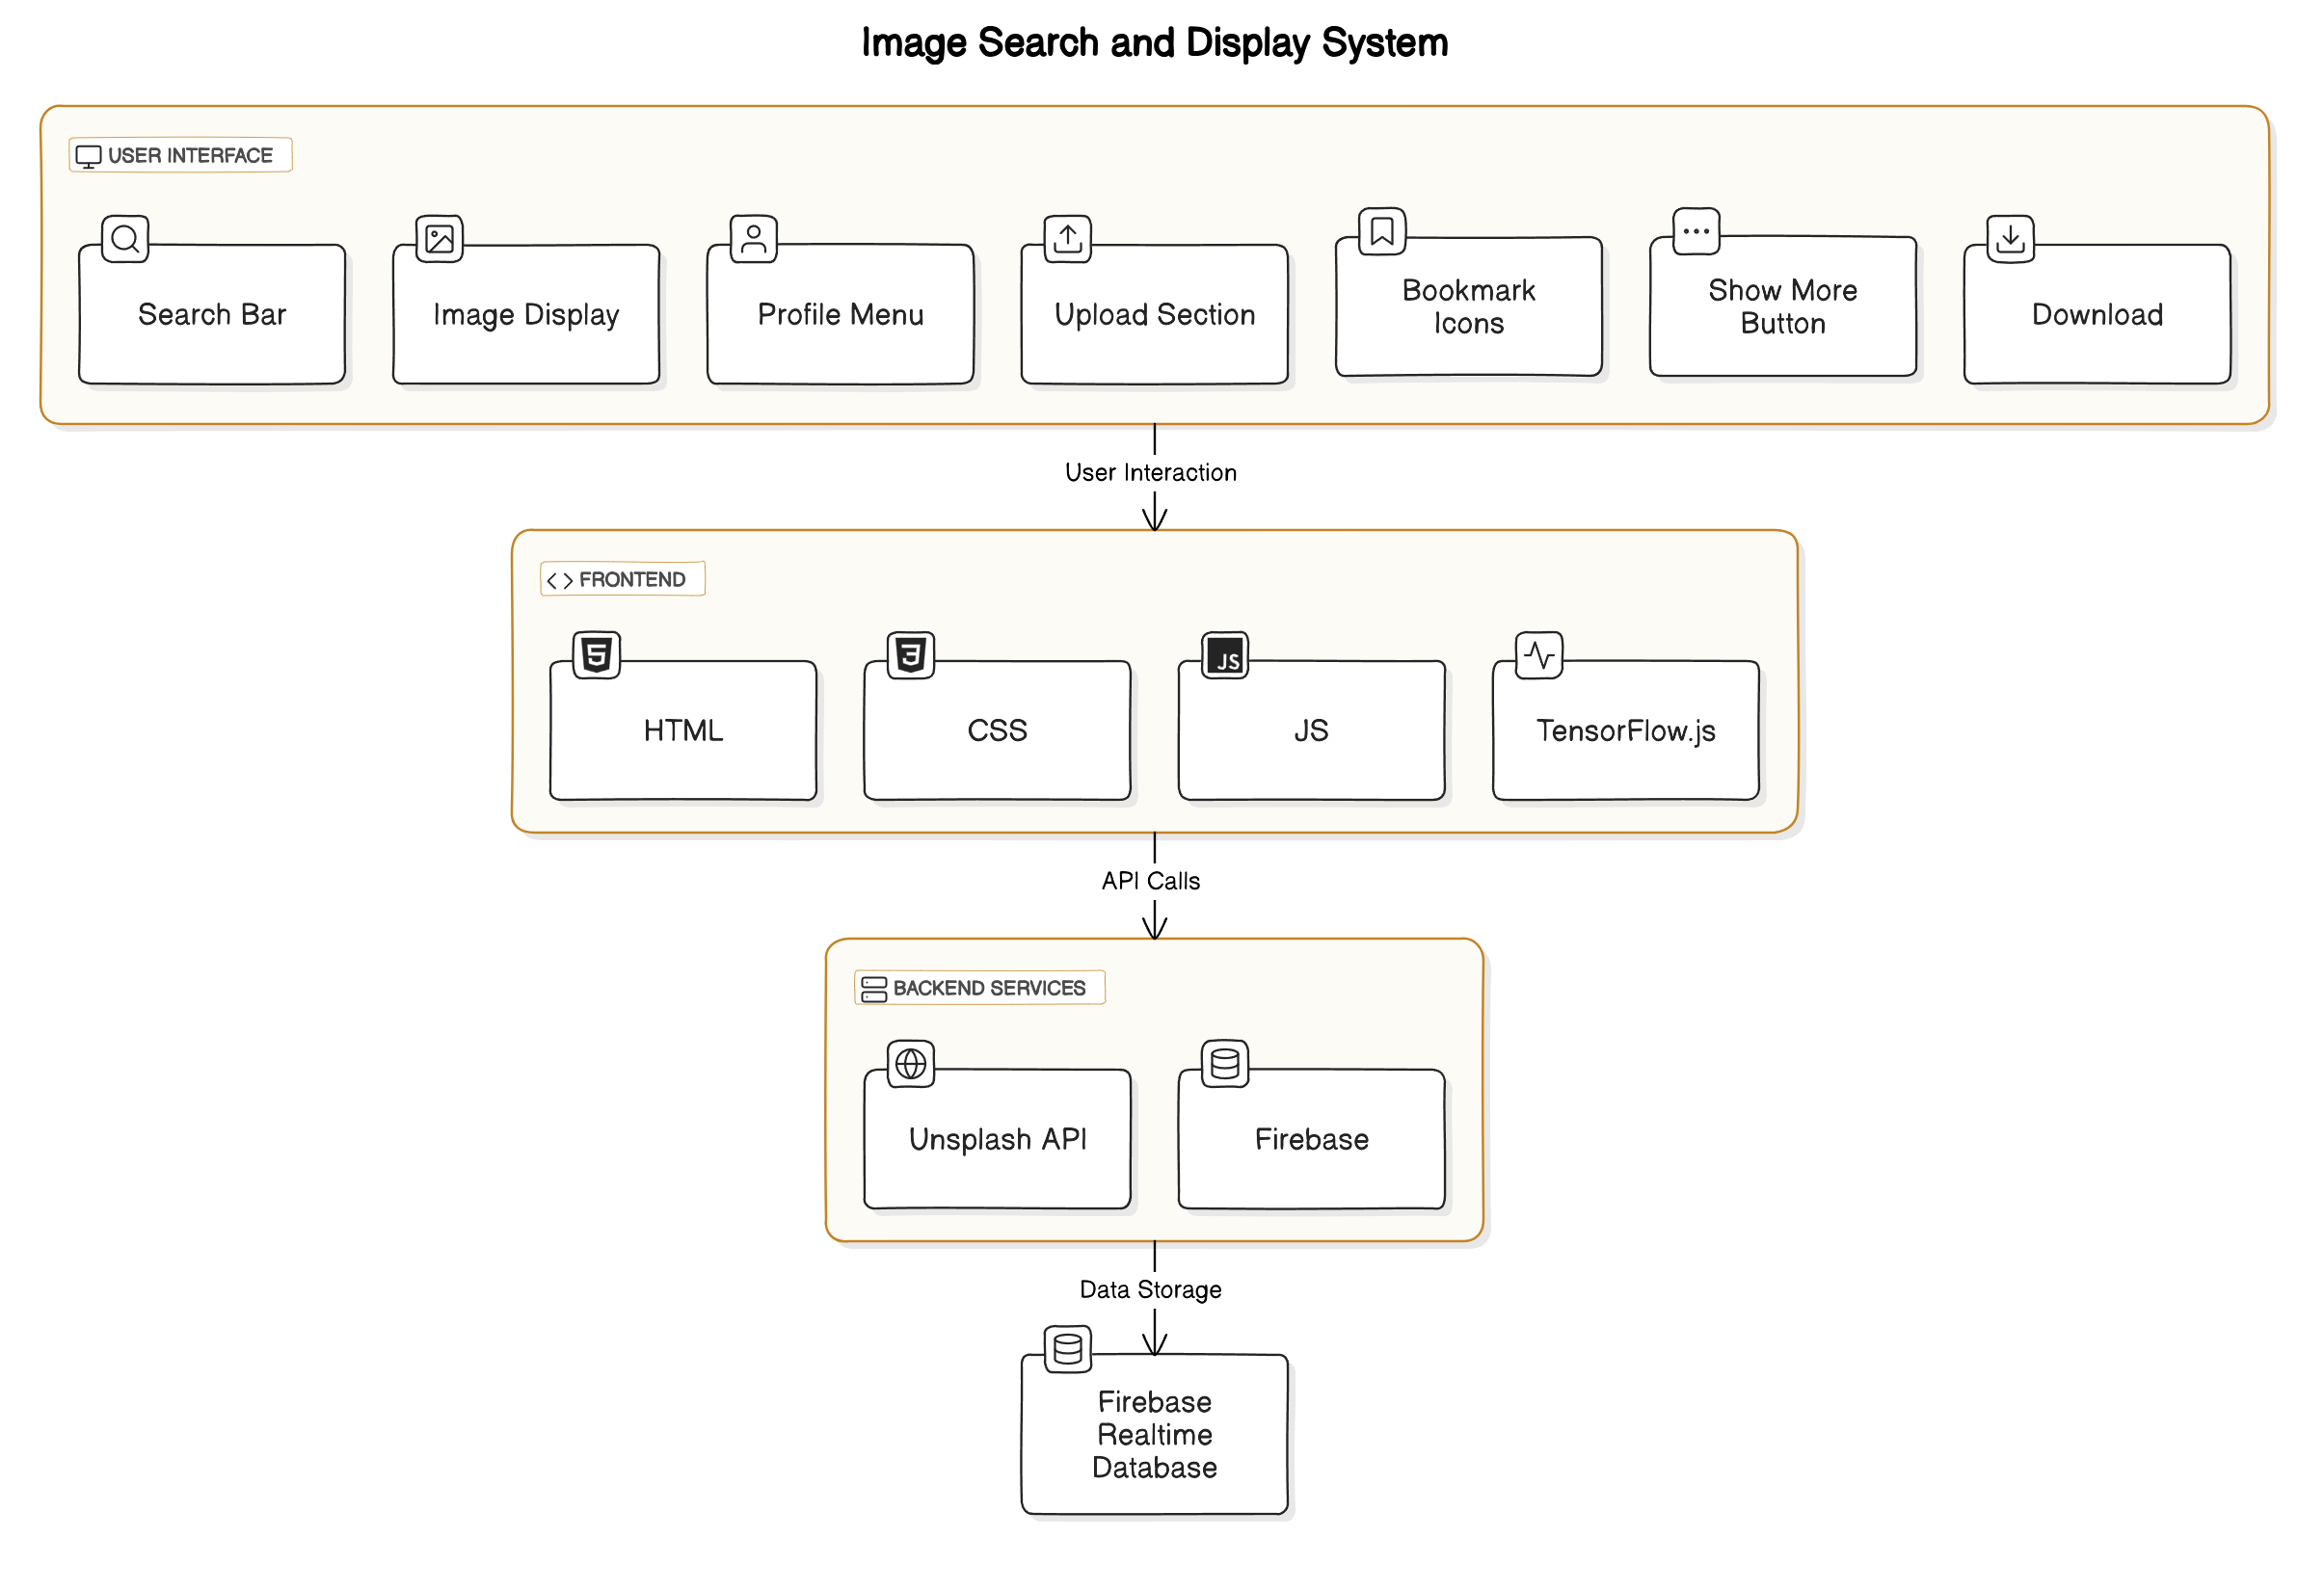 Image Search and Display System
USER INTERFACE
Search Bar
Image Display
Profile Menu
Upload Section
Bookmark
Icons
Show More
Button
Download
User Interaction
FRONTEND
5
3
JS
HTML
CSS
JS
TensorFlow.js
API Calls
BACKEND SERVICES
Unsplash API
Firebase
Data Storage
Firebase
Realtime
Database